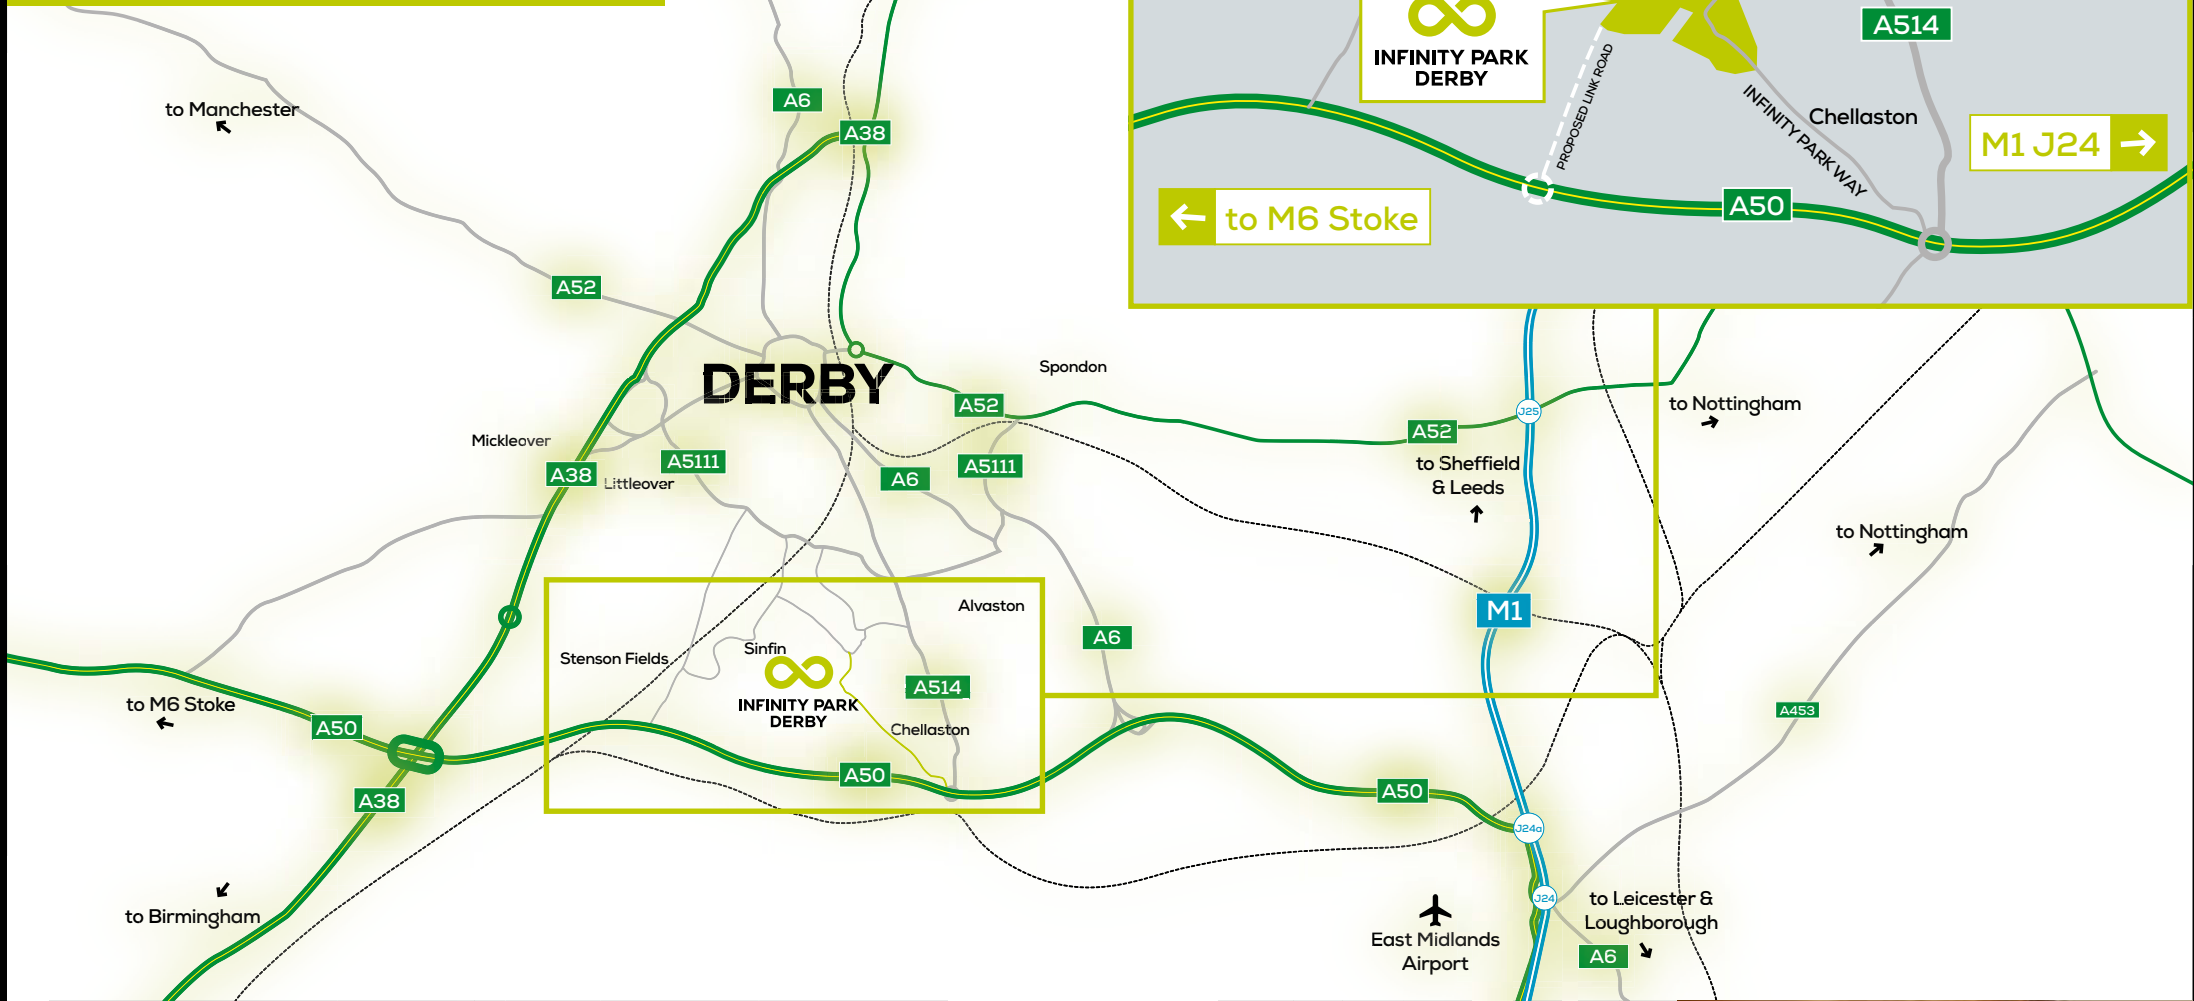 INFINITY PARK
DERBY
A514
PROPOSED LINK ROAD
INFINITY PARK WAY
Chellaston
M1 J24
to M6 Stoke
A50
to Manchester
A6
A38
A52
DERBY
Spondon
A52
A52
J25
to Nottingham
Mickleover
A38
Littleover
A5111
A6
A5111
to Sheffield
& Leeds
to Nottingham
M1
Alvaston
A6
Stenson Fields
Sinfin
INFINITY PARK
DERBY
A514
Chellaston
A453
to M6 Stoke
A50
A50
A50
A38
J24a
J24
to Birmingham
East Midlands
Airport
to Leicester &
Loughborough
A6